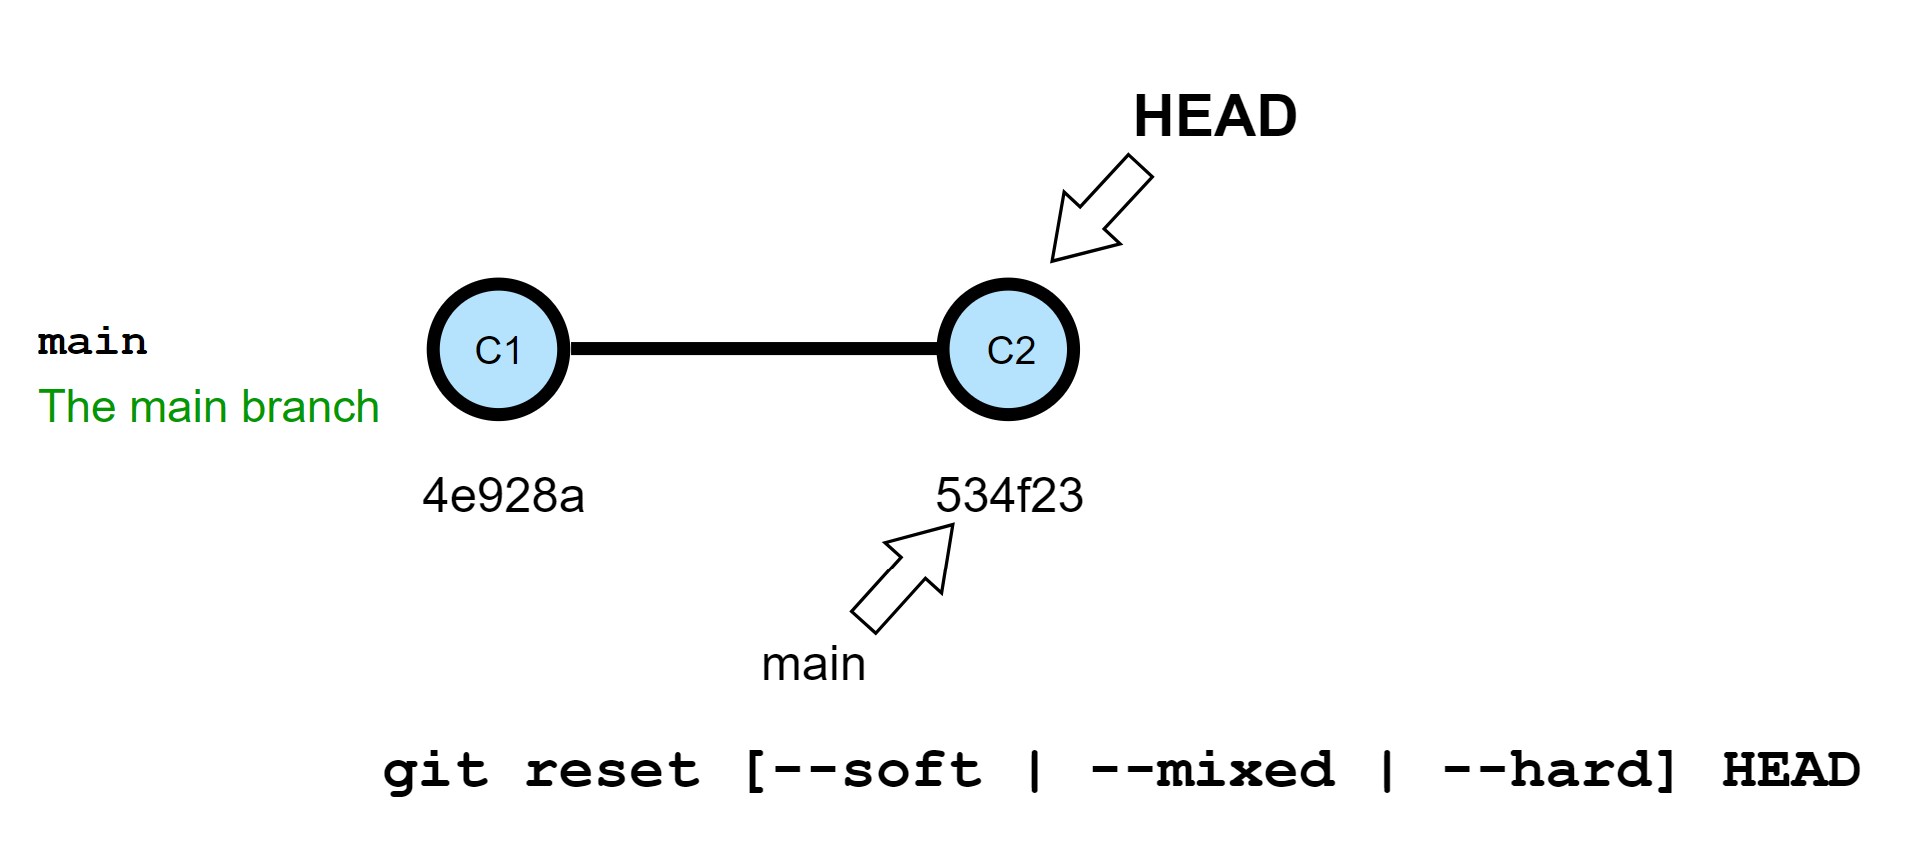 HEAD
main
C1
C2
The main branch
4e928a
534f23
main
git reset [--soft | --mixed | --hard] HEAD